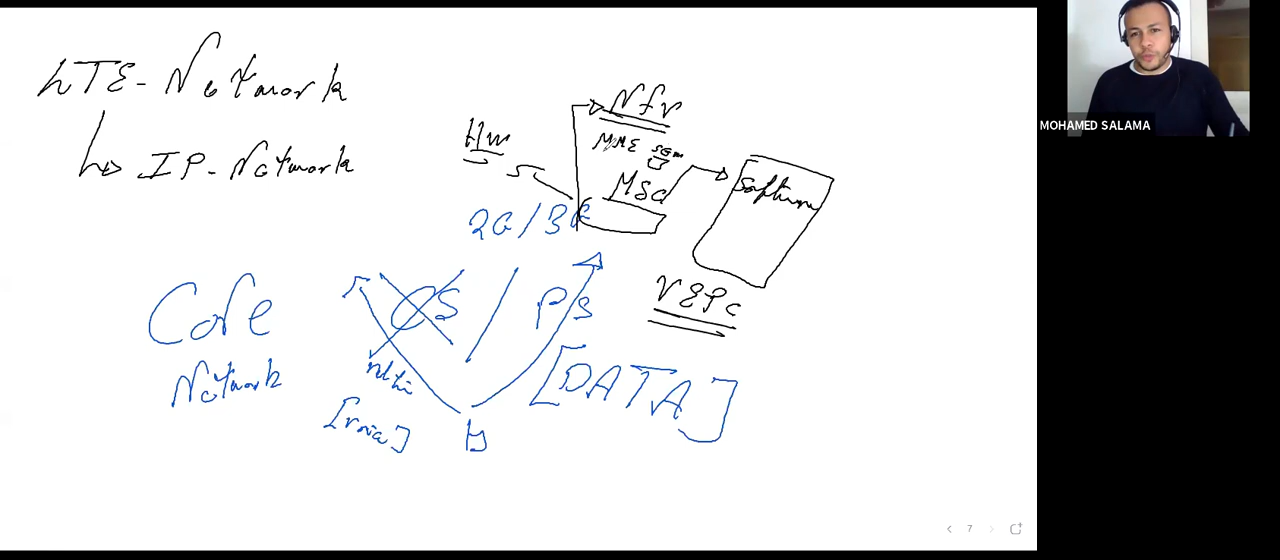 LTE-Network
IP-Network
Hw
NFV
MME SGW
MSC
Software
2G/3G
VEPC
Core
Network
CS / PS
[DATA]
[voice]
MOHAMED SALAMA
7